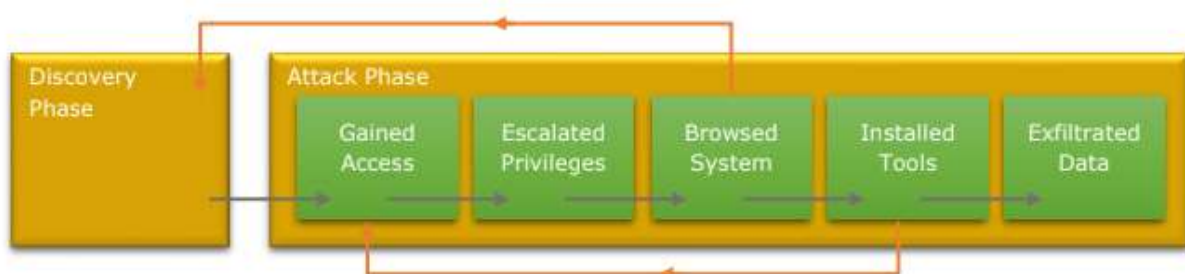 Discovery
Phase
Attack Phase
Gained
Access
Escalated
Privileges
Browsed
System
Installed
Tools
Exfiltrated
Data